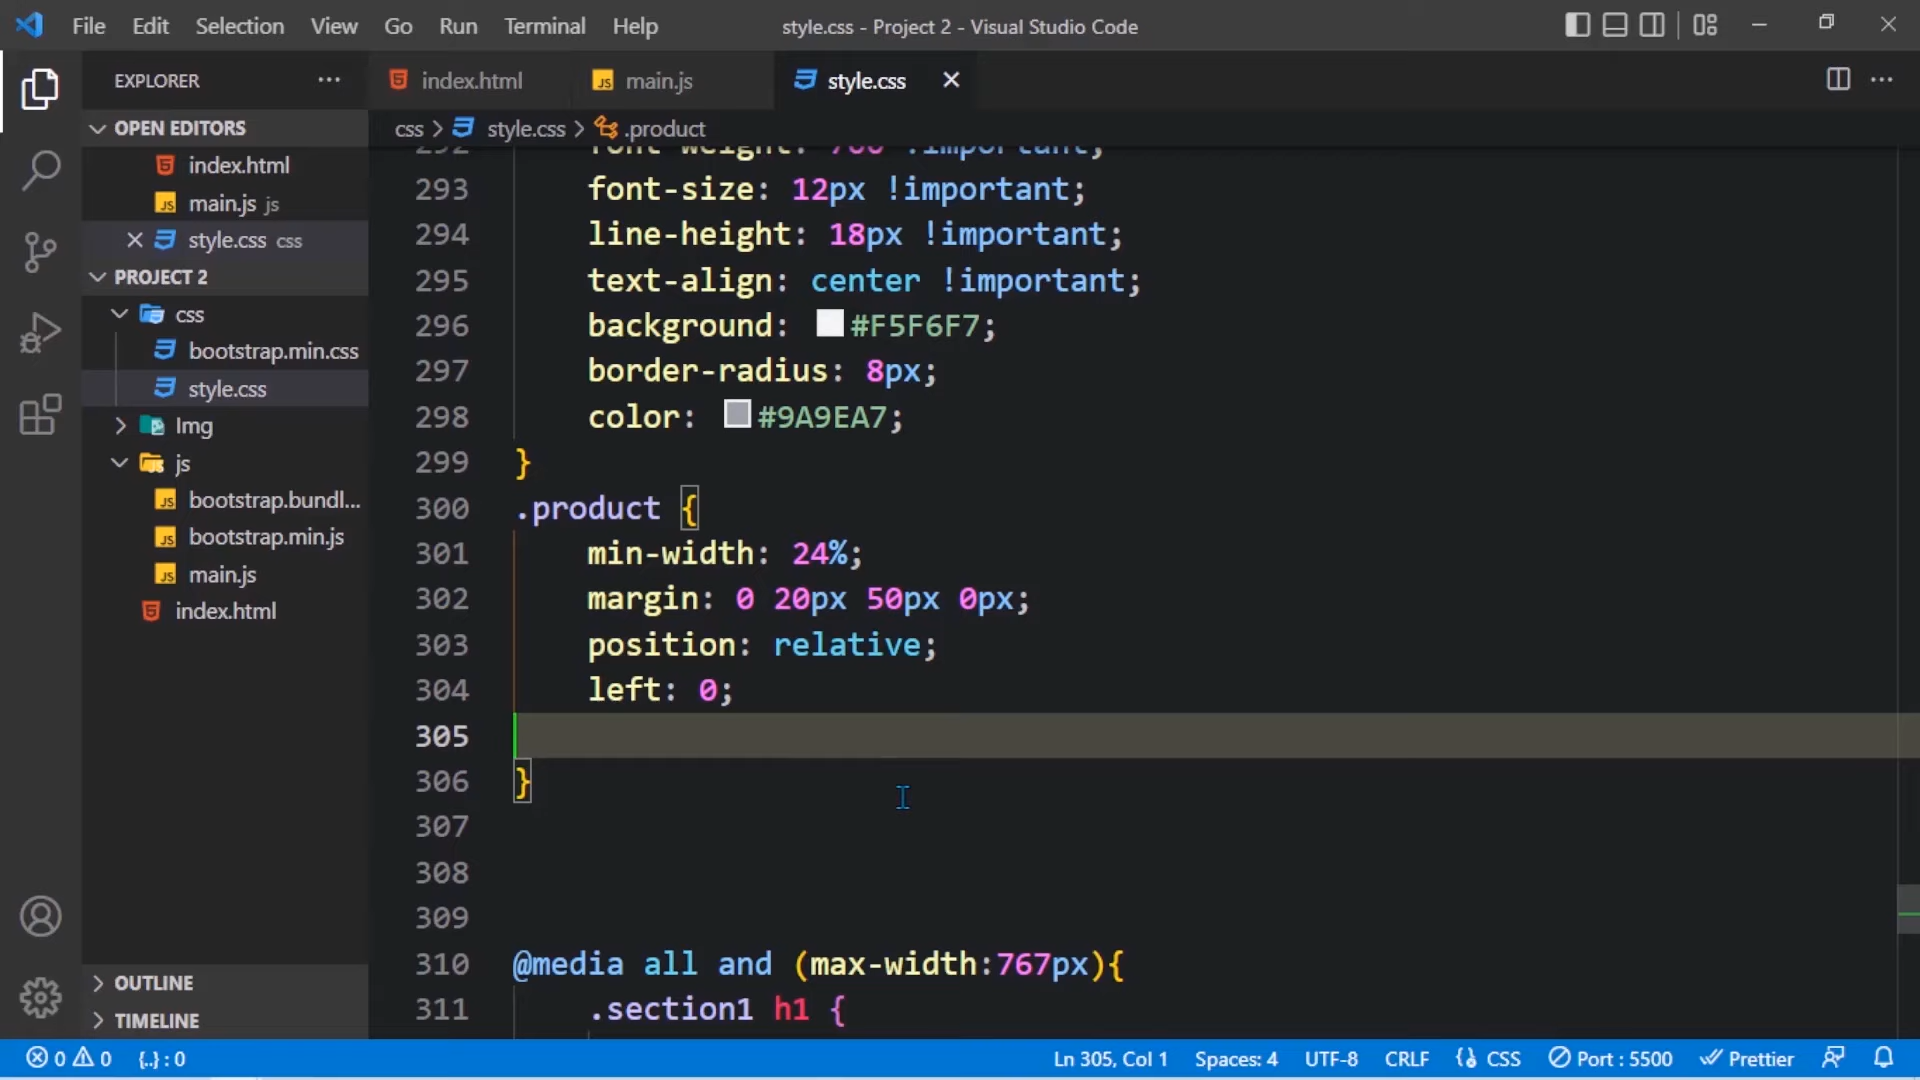 File Edit Selection View Go Run Terminal Help style.css - Project 2 - Visual Studio Code
EXPLORER ··· index.html main.js style.css
OPEN EDITORS
index.html
main.js js
style.css css
PROJECT 2
css
bootstrap.min.css
style.css
Img
js
bootstrap.bundl...
bootstrap.min.js
main.js
index.html
OUTLINE
TIMELINE
css > style.css > .product
292 font-weight: 700 !important;
293 font-size: 12px !important;
294 line-height: 18px !important;
295 text-align: center !important;
296 background: #F5F6F7;
297 border-radius: 8px;
298 color: #9A9EA7;
299 }
300 .product {
301 min-width: 24%;
302 margin: 0 20px 50px 0px;
303 position: relative;
304 left: 0;
305
306 }
307
308
309
310 @media all and (max-width:767px){
311 .section1 h1 {
0 0 {..} : 0 Ln 305, Col 1 Spaces: 4 UTF-8 CRLF CSS Port : 5500 Prettier